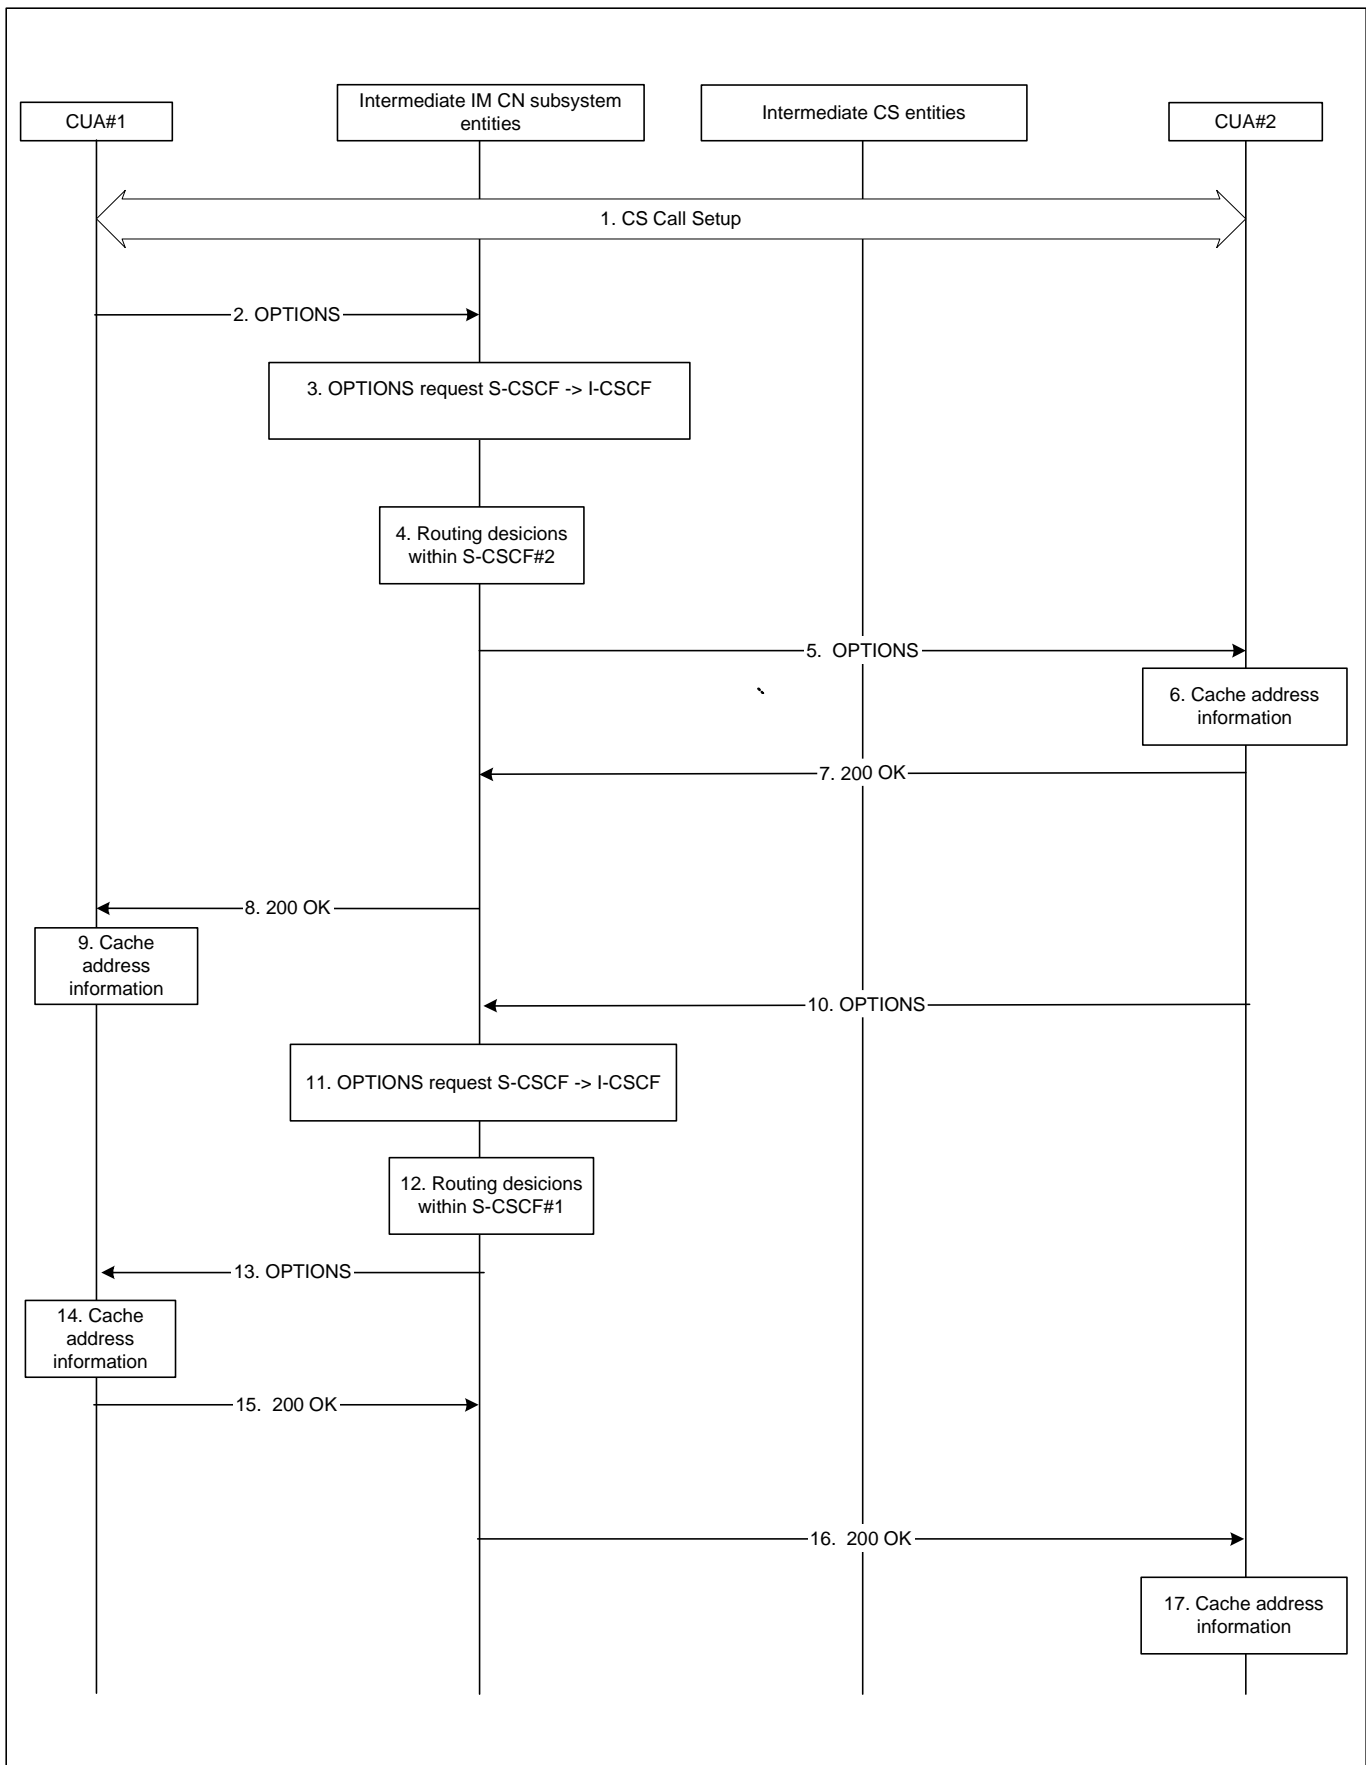 CUA#1
Intermediate IM CN subsystem
entities
Intermediate CS entities
CUA#2
1. CS Call Setup
2. OPTIONS
3. OPTIONS request S-CSCF -> I-CSCF
4. Routing desicions
within S-CSCF#2
5. OPTIONS
6. Cache address
information
7. 200 OK
8. 200 OK
9. Cache
address
information
10. OPTIONS
11. OPTIONS request S-CSCF -> I-CSCF
12. Routing desicions
within S-CSCF#1
13. OPTIONS
14. Cache
address
information
15. 200 OK
16. 200 OK
17. Cache address
information